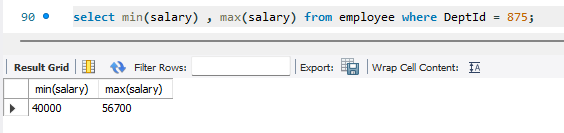 90 select min(salary) , max(salary) from employee where DeptId = 875;
Result Grid Filter Rows: Export: Wrap Cell Content: IA
min(salary) max(salary)
40000 56700